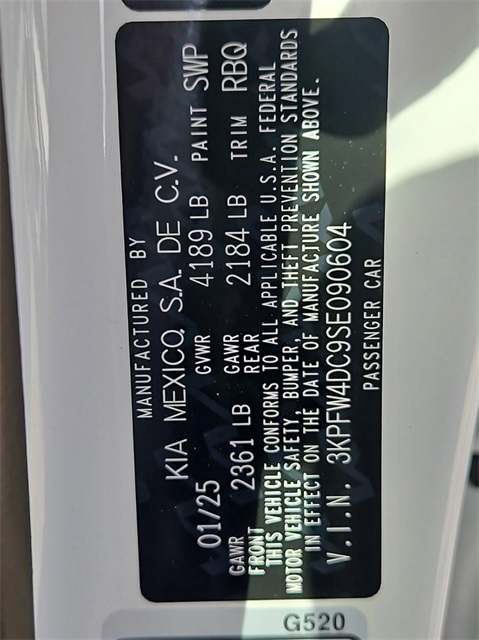 MANUFACTURED BY
KIA MEXICO, S.A. DE C.V.
01/25 GVWR 4189 LB PAINT SWP
GAWR FRONT 2361 LB GAWR REAR 2184 LB TRIM RBQ
THIS VEHICLE CONFORMS TO ALL APPLICABLE U.S.A. FEDERAL
MOTOR VEHICLE SAFETY, BUMPER, AND THEFT PREVENTION STANDARDS
IN EFFECT ON THE DATE OF MANUFACTURE SHOWN ABOVE.
V.I.N. 3KPFW4DC9SE090604
PASSENGER CAR
G520